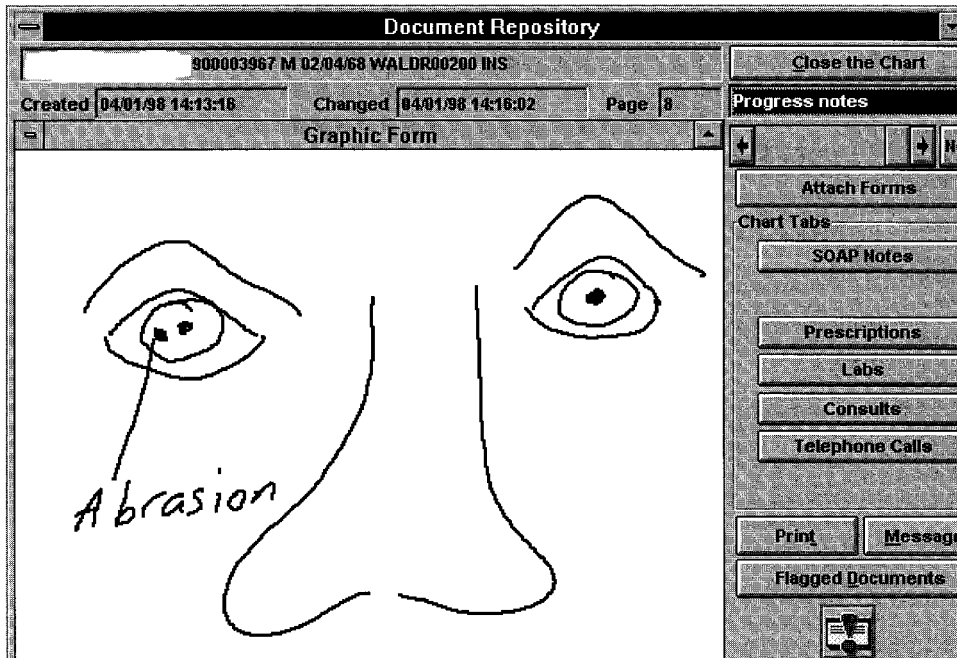 Document Repository
900003967 M 02/04/68 WALDR00200 INS
Close the Chart
Created 04/01/98 14:13:16 Changed 04/01/98 14:16:02 Page 8
Progress notes
Graphic Form
Attach Forms
Chart Tabs
SOAP Notes
Prescriptions
Labs
Consults
Telephone Calls
Abrasion
Print Message
Flagged Documents